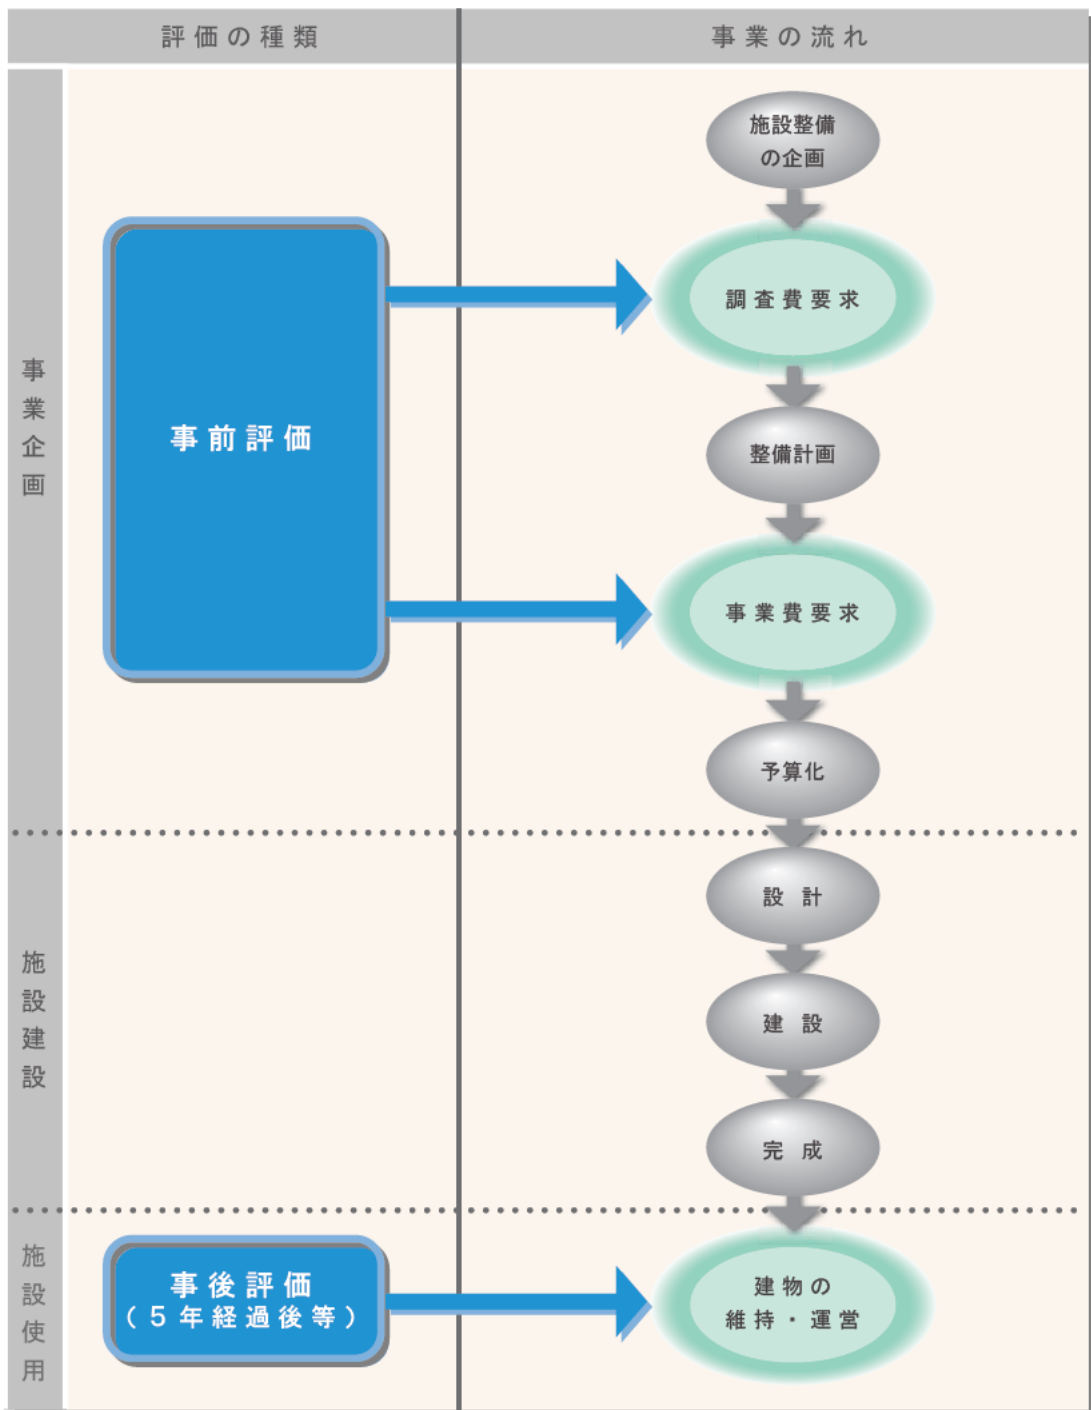 評価の種類
事業の流れ
事業企画
施設整備
の企画
調査費要求
事前評価
整備計画
事業費要求
予算化
施設建設
設計
建設
完成
施設使用
事後評価
(5年経過後等)
建物の
維持・運営